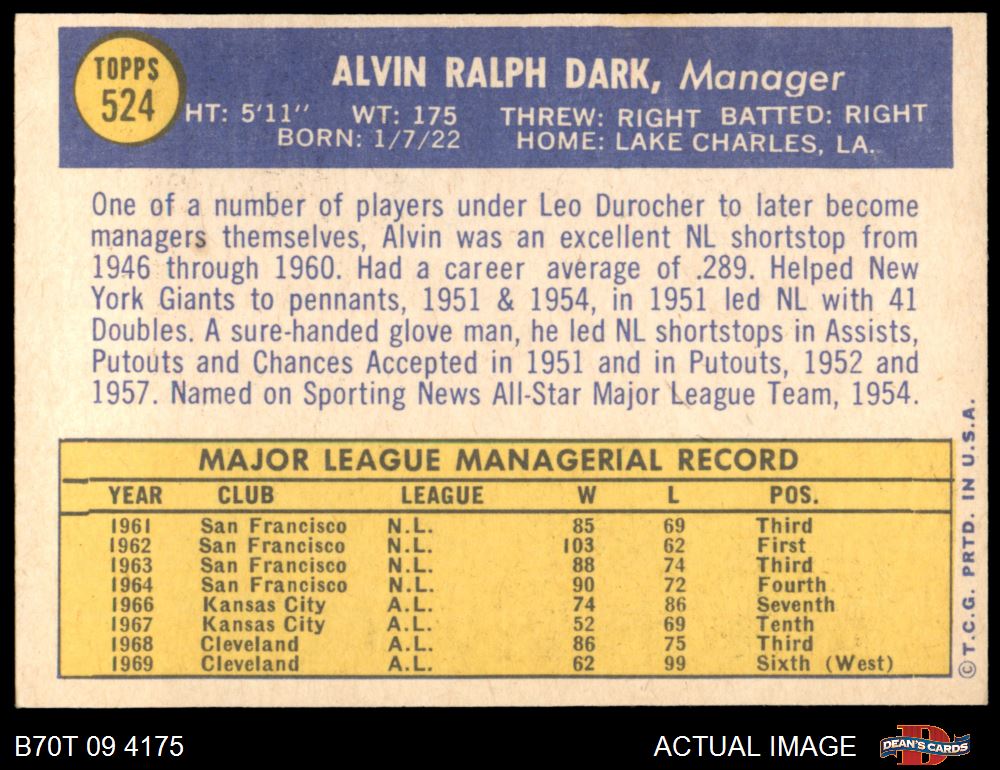 TOPPS
524
ALVIN RALPH DARK, Manager
HT: 5'11" WT: 175 THREW: RIGHT BATTED: RIGHT
BORN: 1/7/22 HOME: LAKE CHARLES, LA.
One of a number of players under Leo Durocher to later become
managers themselves, Alvin was an excellent NL shortstop from
1946 through 1960. Had a career average of .289. Helped New
York Giants to pennants, 1951 & 1954, in 1951 led NL with 41
Doubles. A sure-handed glove man, he led NL shortstops in Assists,
Putouts and Chances Accepted in 1951 and in Putouts, 1952 and
1957. Named on Sporting News All-Star Major League Team, 1954.
MAJOR LEAGUE MANAGERIAL RECORD
YEAR CLUB LEAGUE W L POS.
1961 San Francisco N.L. 85 69 Third
1962 San Francisco N.L. 103 62 First
1963 San Francisco N.L. 88 74 Third
1964 San Francisco N.L. 90 72 Fourth
1966 Kansas City A.L. 74 86 Seventh
1967 Kansas City A.L. 52 69 Tenth
1968 Cleveland A.L. 86 75 Third
1969 Cleveland A.L. 62 99 Sixth (West)
©T.C.G. PRTD. IN U.S.A.
B70T 09 4175
ACTUAL IMAGE
D
DEAN'S CARDS